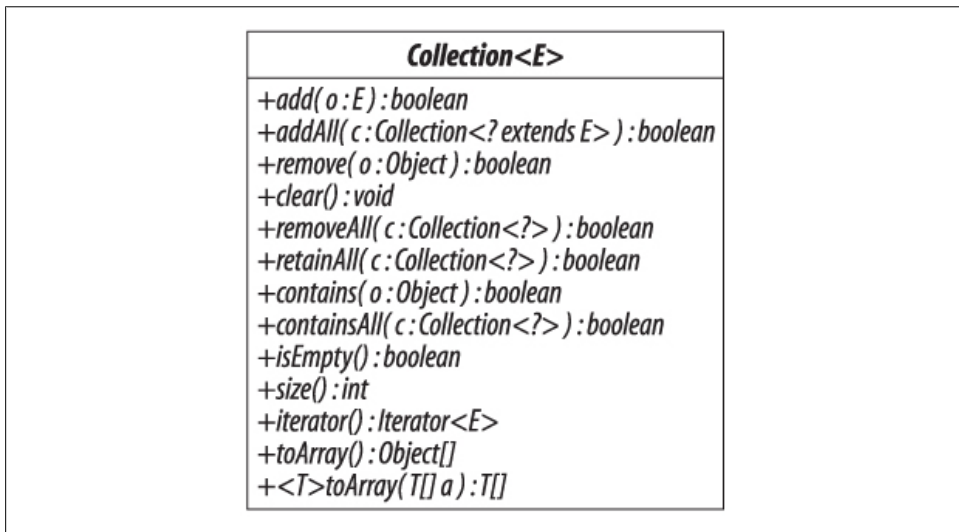 Collection<E>
+add( o : E ) : boolean
+addAll( c : Collection<? extends E> ) : boolean
+remove( o : Object ) : boolean
+clear() : void
+removeAll( c : Collection<?> ) : boolean
+retainAll( c : Collection<?> ) : boolean
+contains( o : Object ) : boolean
+containsAll( c : Collection<?> ) : boolean
+isEmpty() : boolean
+size() : int
+iterator() : Iterator<E>
+toArray() : Object[]
+<T>toArray( T[] a ) : T[]